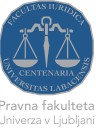 FACULTAS IURIDICA
UNIVERSITAS LABACENSIS
CENTENARIA
Pravna fakulteta
Univerza v Ljubljani